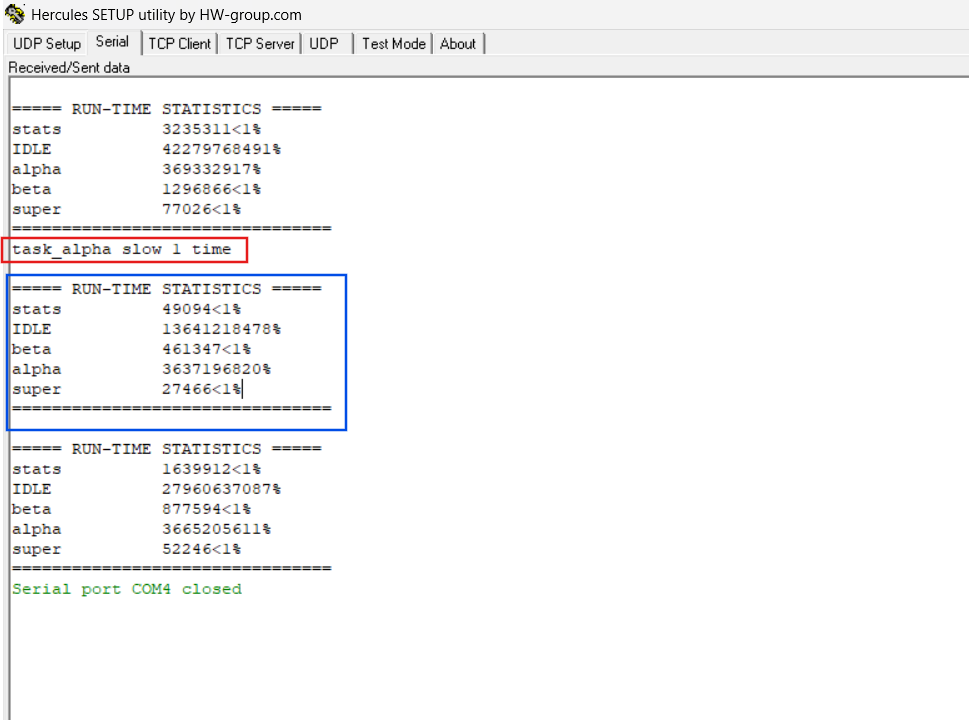 Hercules SETUP utility by HW-group.com
UDP Setup Serial TCP Client TCP Server UDP Test Mode About
Received/Sent data
===== RUN-TIME STATISTICS =====
stats 3235311<1%
IDLE 42279768491%
alpha 369332917%
beta 1296866<1%
super 77026<1%
================================
task_alpha slow 1 time
===== RUN-TIME STATISTICS =====
stats 49094<1%
IDLE 13641218478%
beta 461347<1%
alpha 3637196820%
super 27466<1%
================================
===== RUN-TIME STATISTICS =====
stats 1639912<1%
IDLE 27960637087%
beta 877594<1%
alpha 3665205611%
super 52246<1%
================================
Serial port COM4 closed